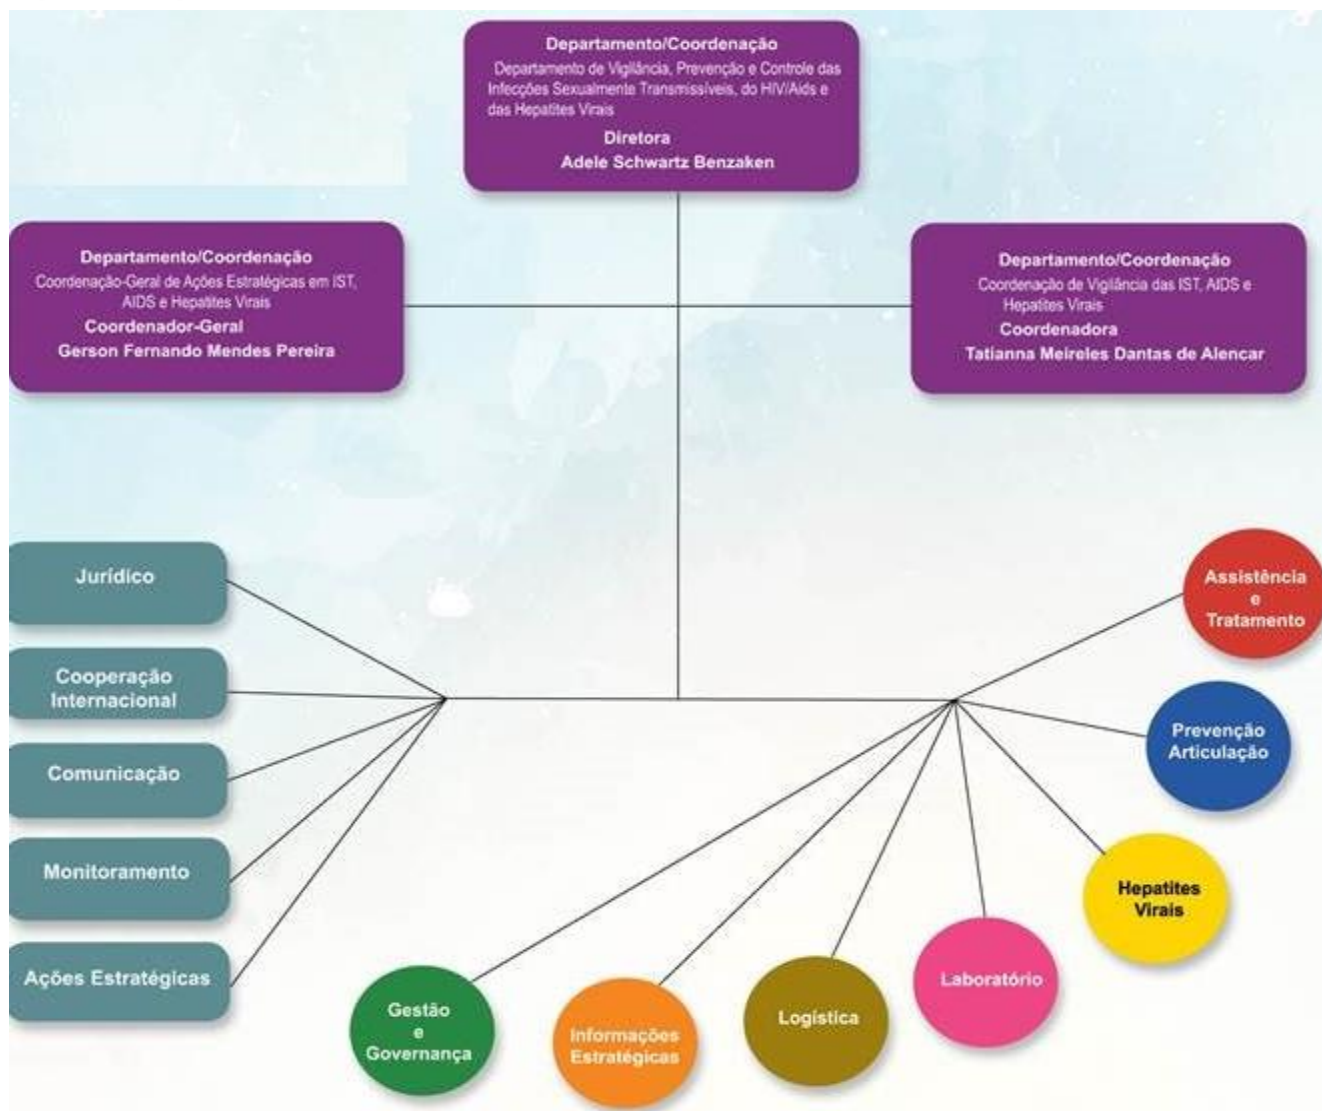 Departamento/Coordenação
Departamento de Vigilância, Prevenção e Controle das
Infecções Sexualmente Transmissíveis, do HIV/Aids e
das Hepatites Virais
Diretora
Adele Schwartz Benzaken
Departamento/Coordenação
Coordenação-Geral de Ações Estratégicas em IST,
AIDS e Hepatites Virais
Coordenador-Geral
Gerson Fernando Mendes Pereira
Departamento/Coordenação
Coordenação de Vigilância das IST, AIDS e
Hepatites Virais
Coordenadora
Tatianna Meireles Dantas de Alencar
Jurídico
Cooperação
Internacional
Comunicação
Monitoramento
Ações Estratégicas
Assistência
e
Tratamento
Prevenção
Articulação
Hepatites
Virais
Laboratório
Logística
Informações
Estratégicas
Gestão
e
Governança